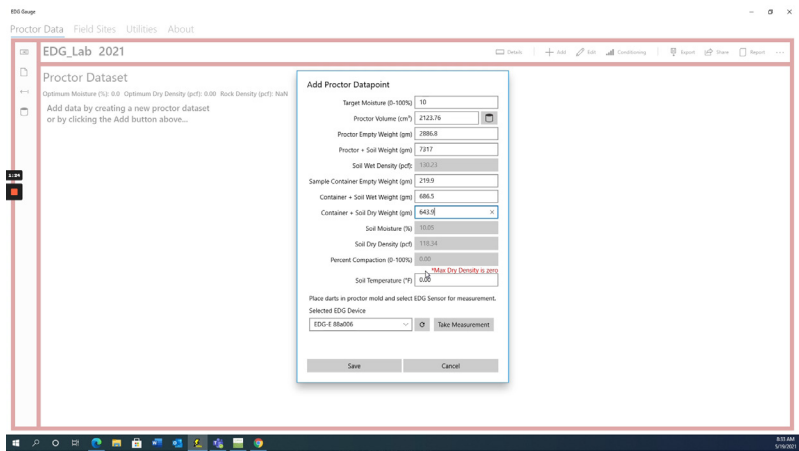 EDG Gauge
Proctor Data Field Sites Utilities About
EDG_Lab 2021
Details Add Edit Conditioning Export Share Report ...
Proctor Dataset
Optimum Moisture (%): 0.0 Optimum Dry Density (pcf): 0.00 Rock Density (pcf): NaN
Add data by creating a new proctor dataset
or by clicking the Add button above...
Add Proctor Datapoint
Target Moisture (0-100%) 10
Proctor Volume (cm³) 2123.76
Proctor Empty Weight (gm) 2886.8
Proctor + Soil Weight (gm) 7317
Soil Wet Density (pcf): 130.23
Sample Container Empty Weight (gm) 219.9
Container + Soil Wet Weight (gm) 686.5
Container + Soil Dry Weight (gm) 643.9
Soil Moisture (%) 10.05
Soil Dry Density (pcf) 118.34
Percent Compaction (0-100%) 0.00
*Max Dry Density is zero
Soil Temperature (°F) 0.00
Place darts in proctor mold and select EDG Sensor for measurement.
Selected EDG Device
EDG-E 88a006 Take Measurement
Save Cancel
1:24
8:33 AM
5/19/2021